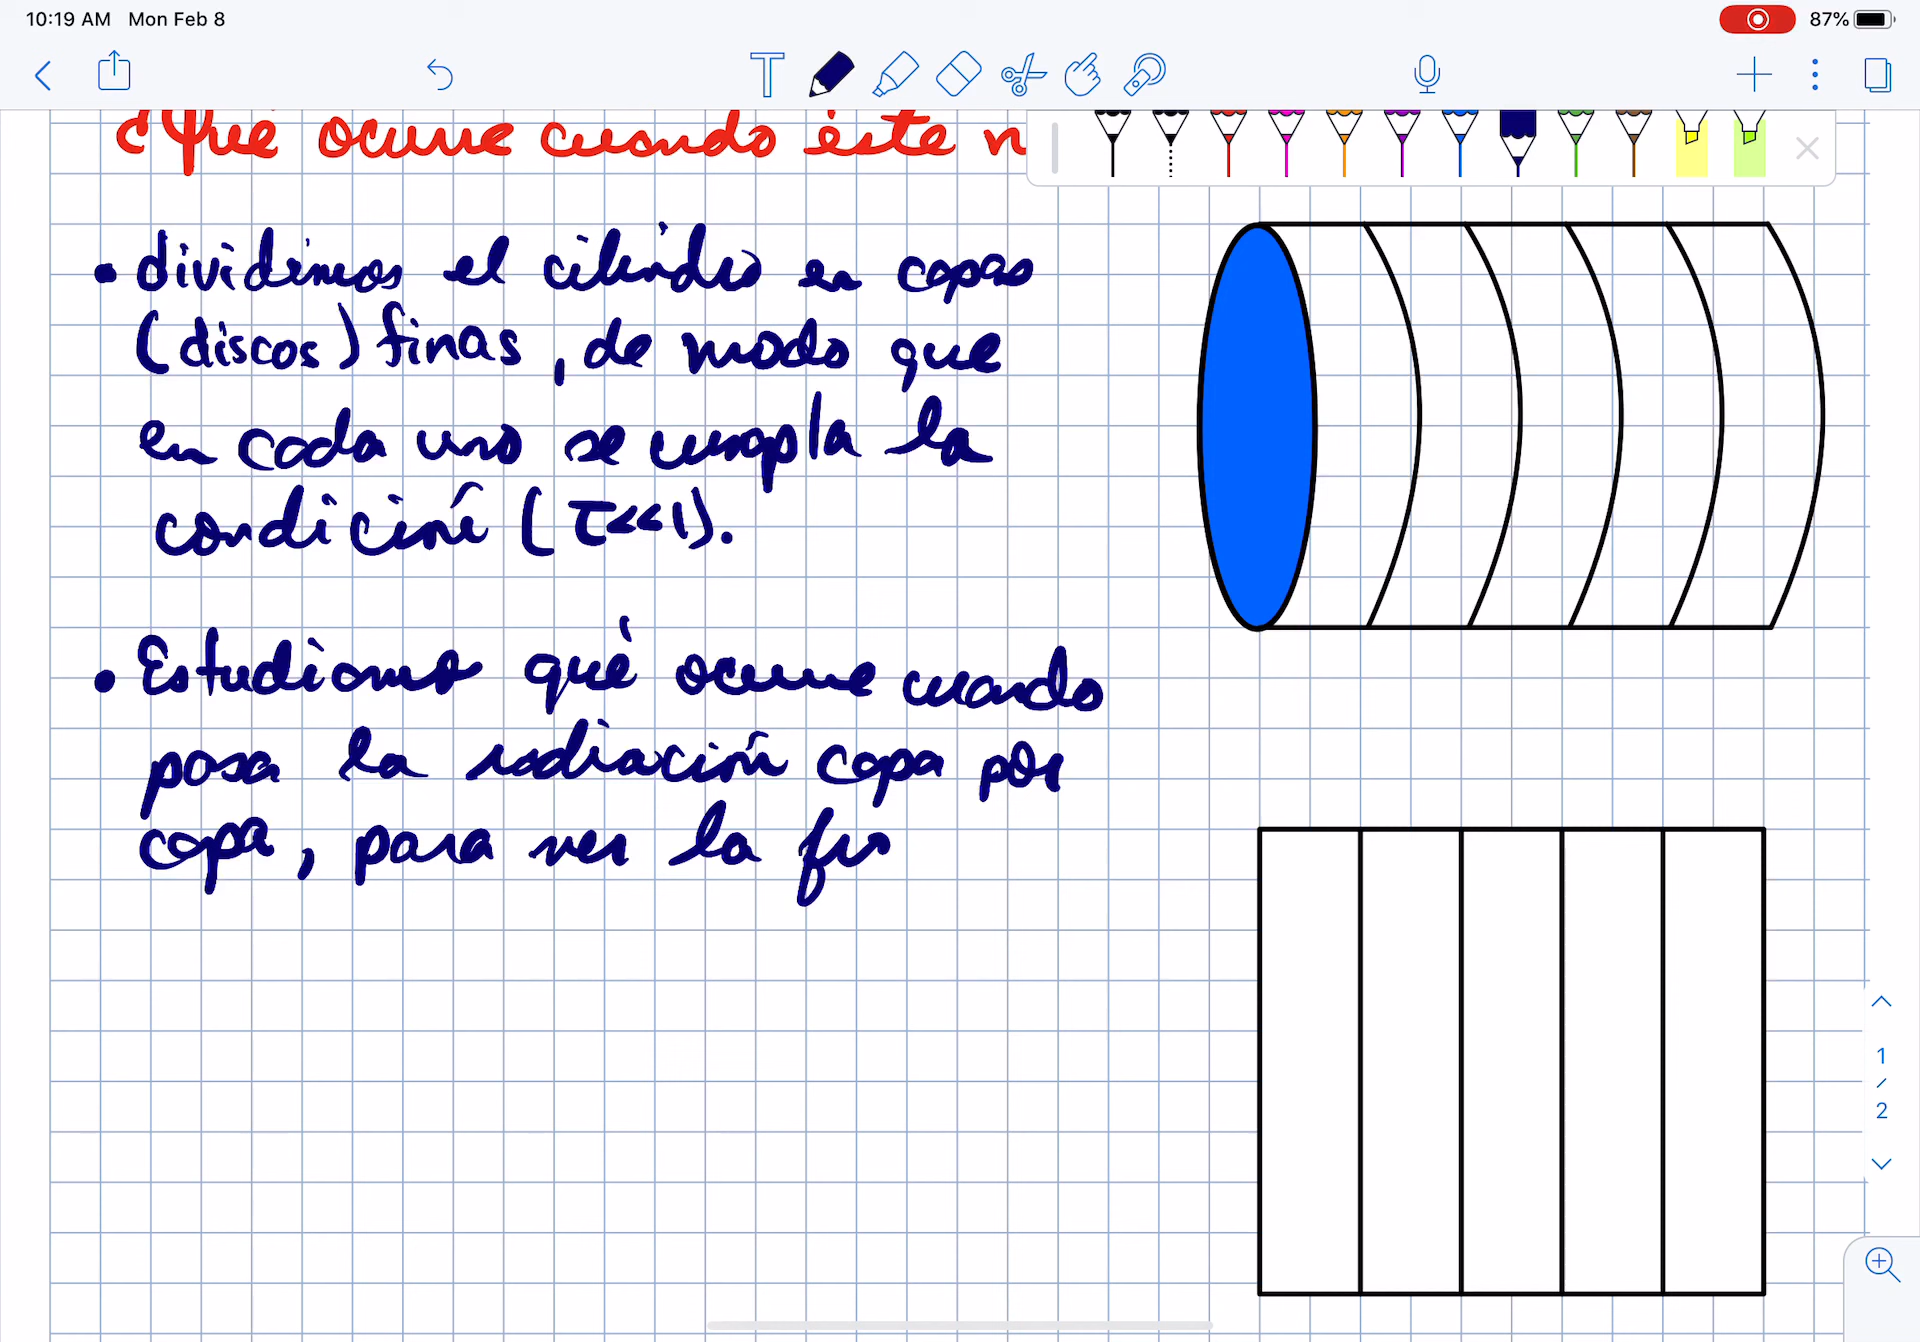 10:19 AM Mon Feb 8
87%
¿Qué ocurre cuando éste n
• dividimos el cilindro en capas
(discos) finas, de modo que
en cada uno se cumpla la
condición (τ<<1).
• Estudiamos qué ocurre cuando
pasa la radiación capa por
capa, para ver la
1
/
2